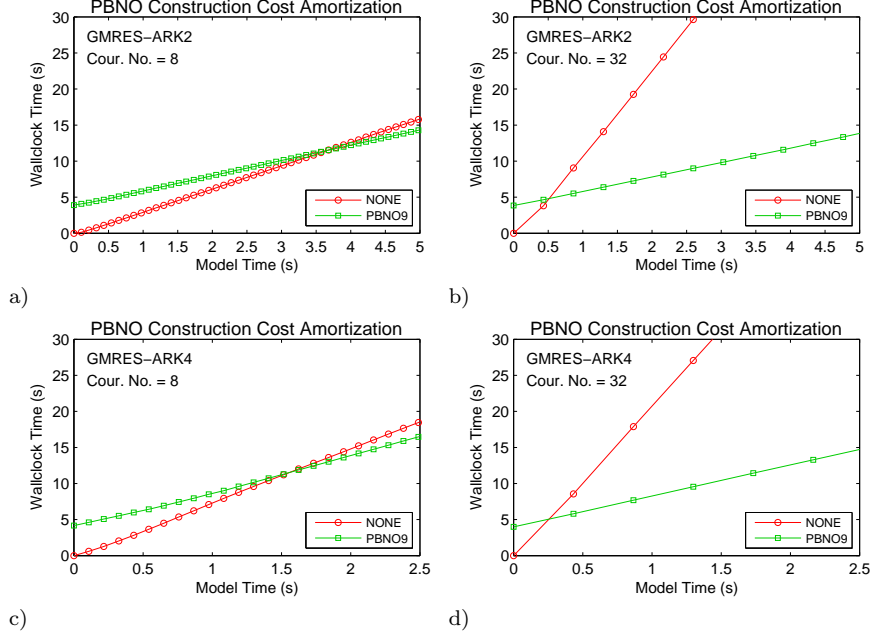 PBNO Construction Cost Amortization
30
25
20
15
10
5
0
Wallclock Time (s)
GMRES−ARK2
Cour. No. = 8
NONE
PBNO9
0 0.5 1 1.5 2 2.5 3 3.5 4 4.5 5
Model Time (s)
a)
PBNO Construction Cost Amortization
30
25
20
15
10
5
0
Wallclock Time (s)
GMRES−ARK2
Cour. No. = 32
NONE
PBNO9
0 0.5 1 1.5 2 2.5 3 3.5 4 4.5 5
Model Time (s)
b)
PBNO Construction Cost Amortization
30
25
20
15
10
5
0
Wallclock Time (s)
GMRES−ARK4
Cour. No. = 8
NONE
PBNO9
0 0.5 1 1.5 2 2.5
Model Time (s)
c)
PBNO Construction Cost Amortization
30
25
20
15
10
5
0
Wallclock Time (s)
GMRES−ARK4
Cour. No. = 32
NONE
PBNO9
0 0.5 1 1.5 2 2.5
Model Time (s)
d)